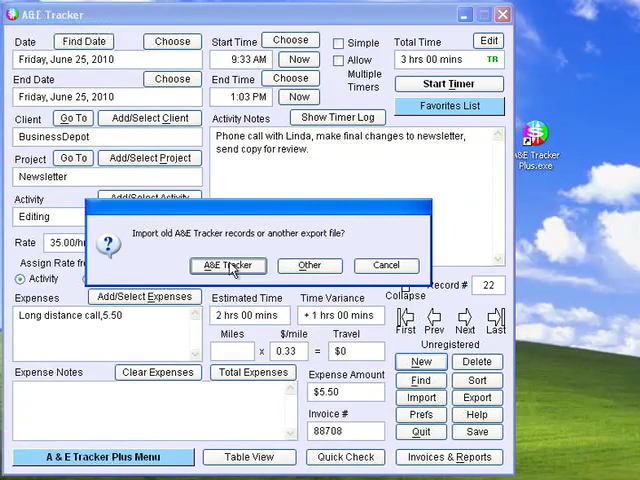 A&E Tracker
Date
Find Date
Choose
Friday, June 25, 2010
End Date
Choose
Friday, June 25, 2010
Client
Go To
Add/Select Client
BusinessDepot
Project
Go To
Add/Select Project
Newsletter
Activity
Add/Select Activity
Editing
Rate
35.00/h
Assign Rate fr
Activity
Expenses
Add/Select Expenses
Long distance call,5.50
Expense Notes
Clear Expenses
Start Time
Choose
9:33 AM
Now
End Time
Choose
1:03 PM
Now
Simple
Allow
Multiple
Timers
Total Time
Edit
3 hrs 00 mins
TR
Start Timer
Favorites List
Activity Notes
Show Timer Log
Phone call with Linda, make final changes to newsletter,
send copy for review.
Import old A&E Tracker records or another export file?
A&E Tracker
Other
Cancel
Collapse
Record #
22
Estimated Time
Time Variance
2 hrs 00 mins
+ 1 hrs 00 mins
Miles
$/mile
Travel
x
0.33
=
$0
Total Expenses
Expense Amount
$5.50
Invoice #
88708
First
Prev
Next
Last
Unregistered
New
Delete
Find
Sort
Import
Export
Prefs
Help
Quit
Save
A & E Tracker Plus Menu
Table View
Quick Check
Invoices & Reports
A&E Tracker
Plus.exe